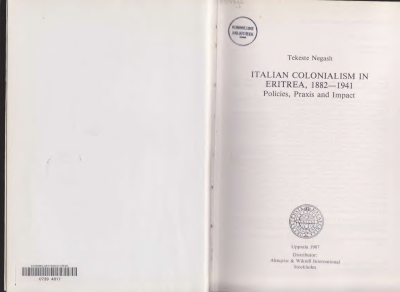 Tekeste Negash
ITALIAN COLONIALISM IN
ERITREA, 1882—1941
Policies, Praxis and Impact
Uppsala 1987
Distributor:
Almqvist & Wiksell International
Stockholm